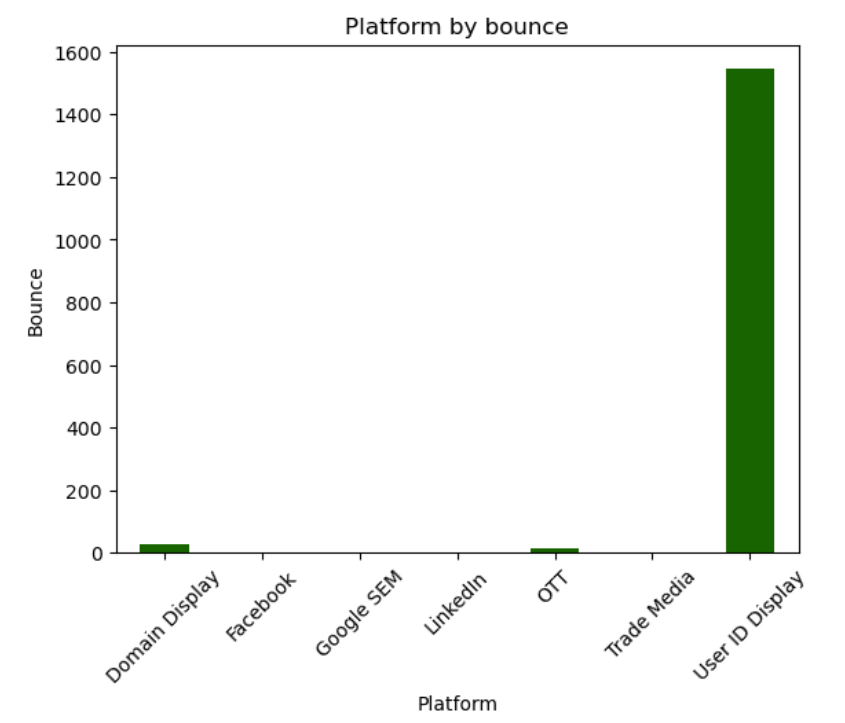 Platform by bounce
1600
1400
1200
1000
800
600
400
200
0
Bounce
Domain Display
Facebook
Google SEM
LinkedIn
OTT
Trade Media
User ID Display
Platform